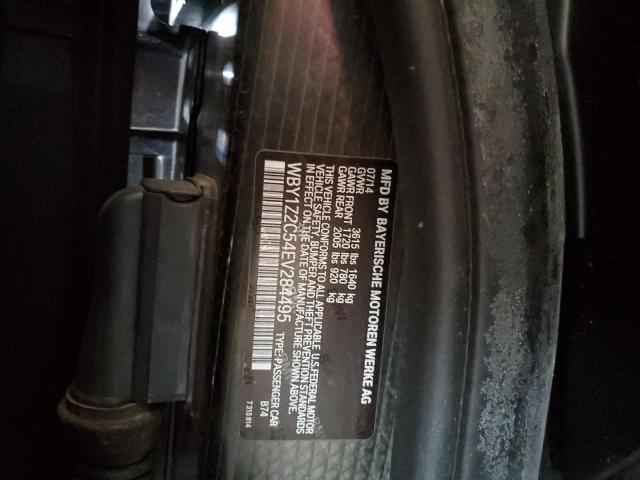 MFD BY BAYERISCHE MOTOREN WERKE AG
07/14
GVWR 3615 lbs 1640 kg
GAWR FRONT 1720 lbs 780 kg
GAWR REAR 2005 lbs 920 kg
THIS VEHICLE CONFORMS TO ALL APPLICABLE U.S.FEDERAL MOTOR
VEHICLE SAFETY, BUMPER AND THEFT PREVENTION STANDARDS
IN EFFECT ON THE DATE OF MANUFACTURE SHOWN ABOVE.
WBY1Z2C54EV284495 TYPE:PASSENGER CAR
B74
7315814